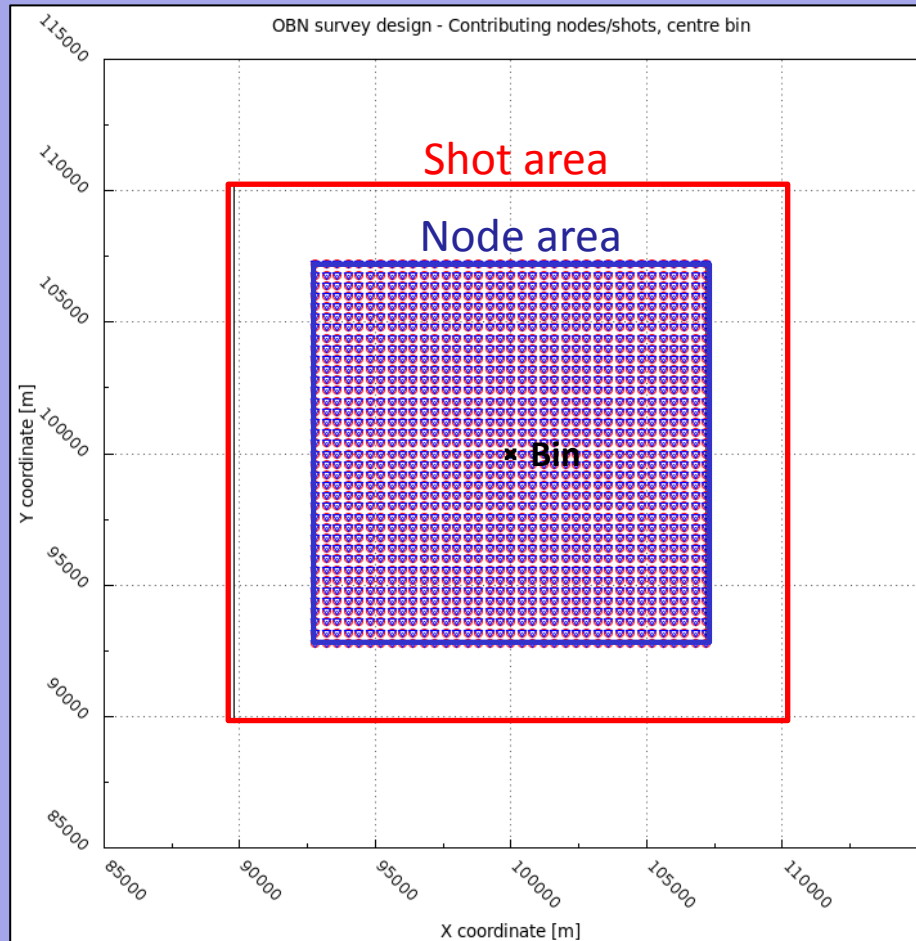 OBN survey design - Contributing nodes/shots, centre bin
115000
110000
105000
100000
95000
90000
85000
Y coordinate [m]
Shot area
Node area
Bin
85000
90000
95000
100000
105000
110000
X coordinate [m]